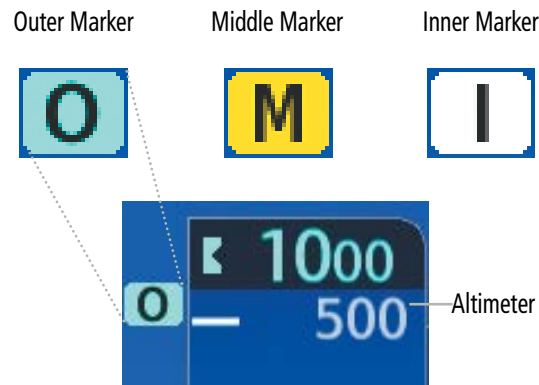 Outer Marker Middle Marker Inner Marker
O M I
1000
O 500 Altimeter